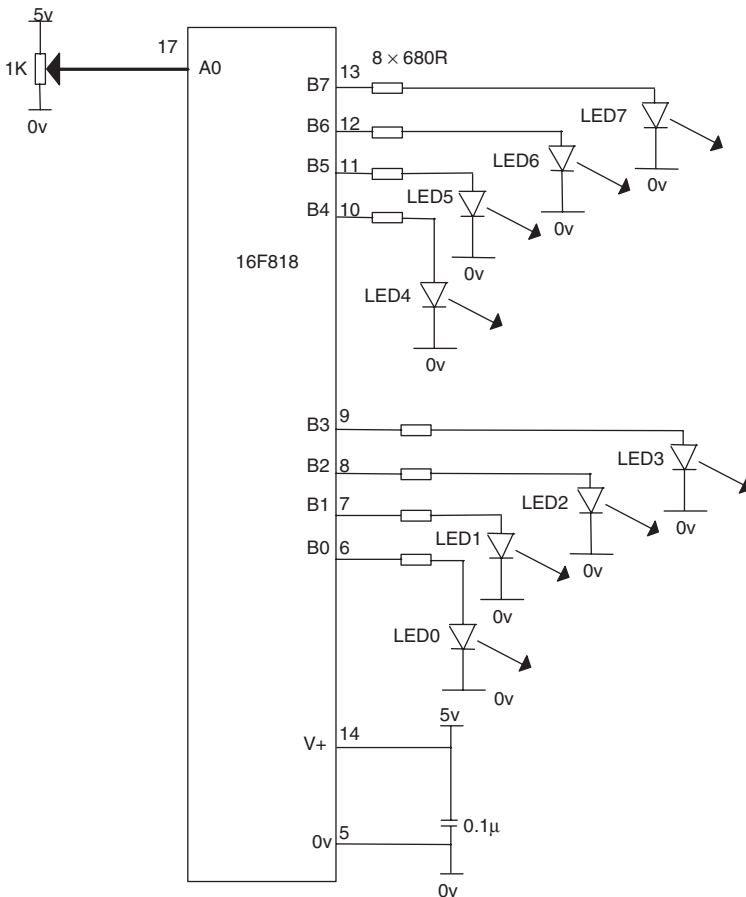 5v
17
1K
A0
0v
8 × 680R
B7 13
LED7
0v
B6 12
LED6
0v
B5 11
LED5
0v
B4 10
16F818
LED4
0v
B3 9
LED3
0v
B2 8
LED2
0v
B1 7
LED1
0v
B0 6
LED0
0v
5v
V+ 14
0.1μ
0v 5
0v